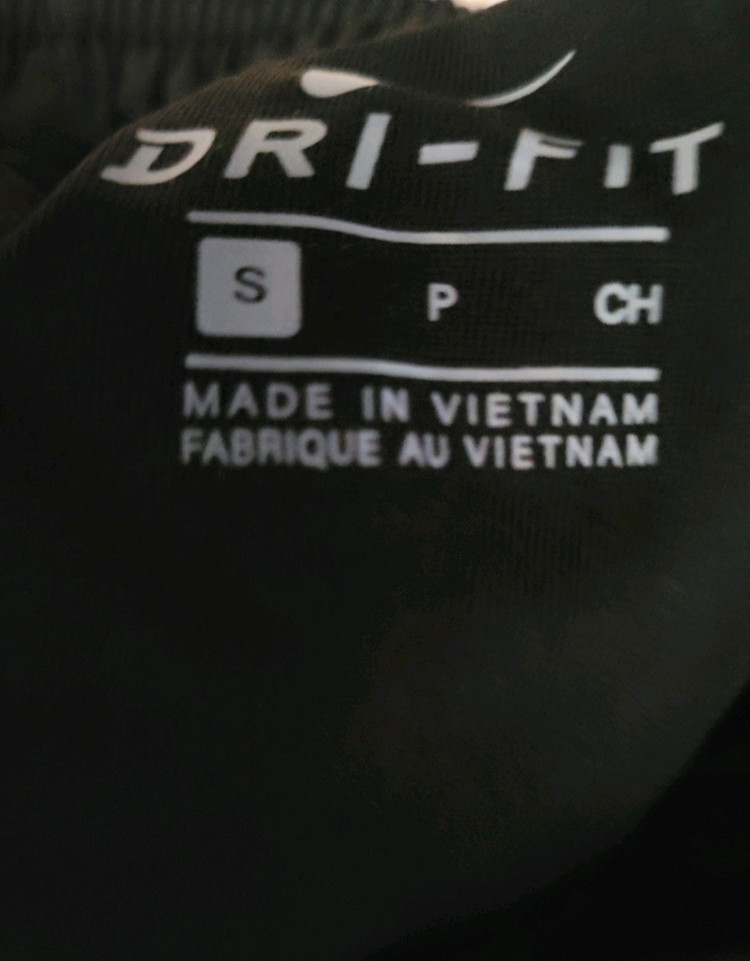 DRI-FIT
S P CH
MADE IN VIETNAM
FABRIQUE AU VIETNAM